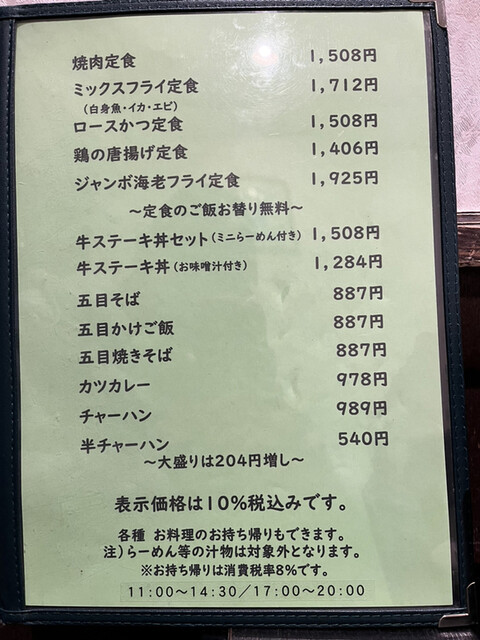 焼肉定食 1,508円
ミックスフライ定食 1,712円
(白身魚・イカ・エビ)
ロースかつ定食 1,508円
鶏の唐揚げ定食 1,406円
ジャンボ海老フライ定食 1,925円
～定食のご飯お替り無料～
牛ステーキ丼セット(ミニらーめん付き) 1,508円
牛ステーキ丼(お味噌汁付き) 1,284円
五目そば 887円
五目かけご飯 887円
五目焼きそば 887円
カツカレー 978円
チャーハン 989円
半チャーハン 540円
～大盛りは204円増し～
表示価格は10%税込みです。
各種 お料理のお持ち帰りもできます。
注)らーめん等の汁物は対象外となります。
※お持ち帰りは消費税率8%です。
11:00～14:30/17:00～20:00